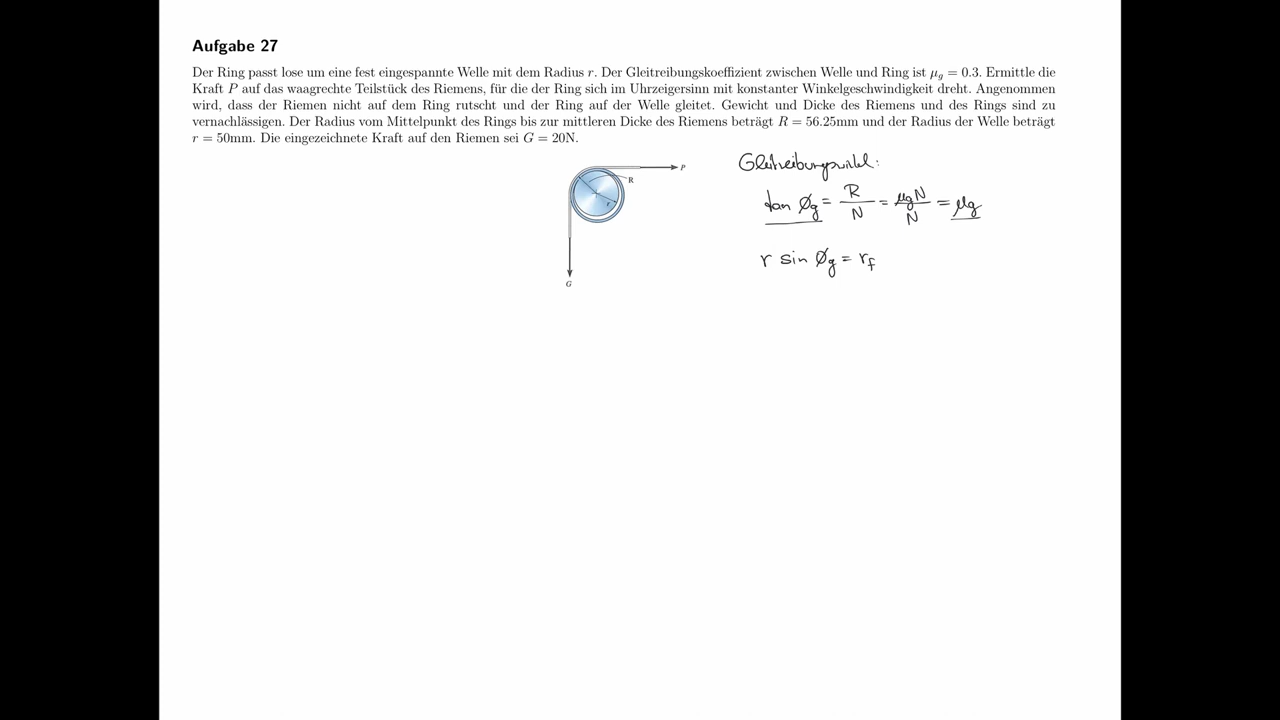 Aufgabe 27
Der Ring passt lose um eine fest eingespannte Welle mit dem Radius r. Der Gleitreibungskoeffizient zwischen Welle und Ring ist μg = 0.3. Ermittle die
Kraft P auf das waagrechte Teilstück des Riemens, für die der Ring sich im Uhrzeigersinn mit konstanter Winkelgeschwindigkeit dreht. Angenommen
wird, dass der Riemen nicht auf dem Ring rutscht und der Ring auf der Welle gleitet. Gewicht und Dicke des Riemens und des Rings sind zu
vernachlässigen. Der Radius vom Mittelpunkt des Rings bis zur mittleren Dicke des Riemens beträgt R = 56.25mm und der Radius der Welle beträgt
r = 50mm. Die eingezeichnete Kraft auf den Riemen sei G = 20N.
P
R
r
G
Gleitreibungswinkel:
tan Øg = R/N = μgN/N = μg
r sin Øg = rf